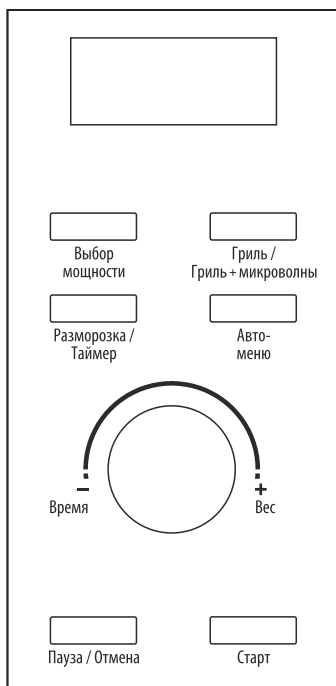 Выбор
мощности
Гриль /
Гриль + микроволны
Разморозка /
Таймер
Авто-
меню
– +
Время Вес
Пауза / Отмена Старт